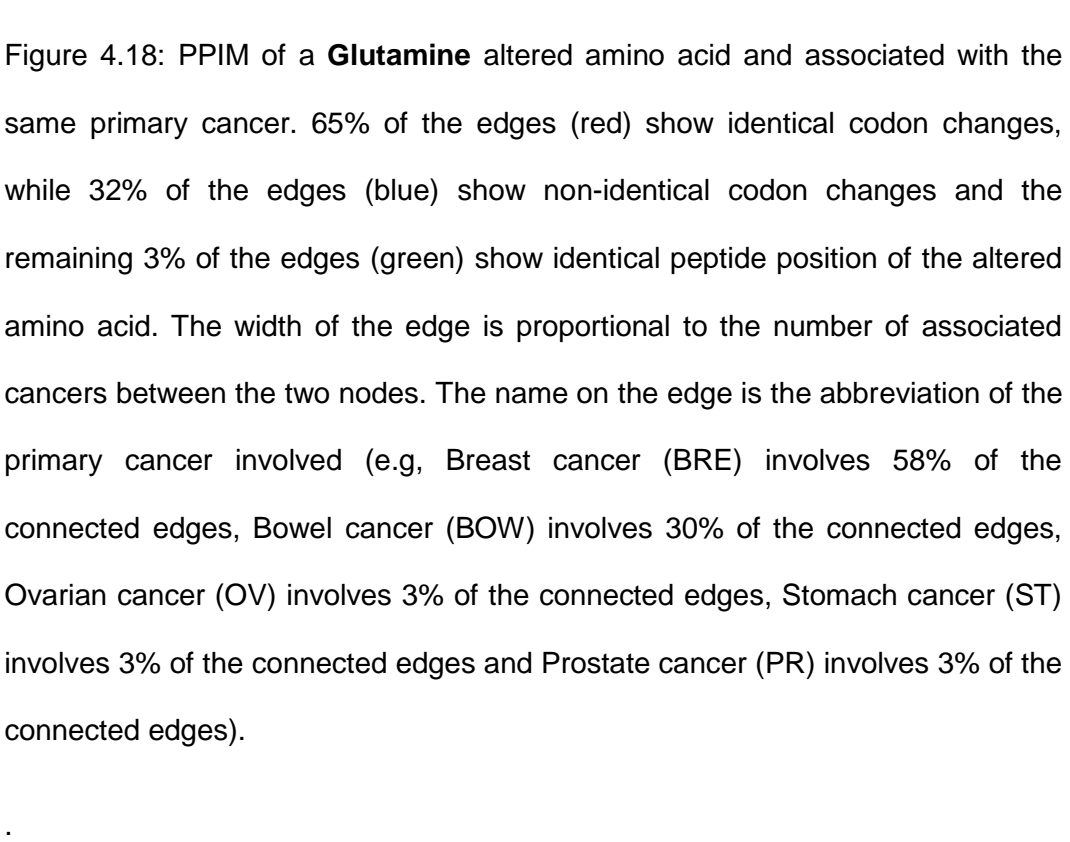 Figure 4.18: PPIM of a Glutamine altered amino acid and associated with the
same primary cancer. 65% of the edges (red) show identical codon changes,
while 32% of the edges (blue) show non-identical codon changes and the
remaining 3% of the edges (green) show identical peptide position of the altered
amino acid. The width of the edge is proportional to the number of associated
cancers between the two nodes. The name on the edge is the abbreviation of the
primary cancer involved (e.g, Breast cancer (BRE) involves 58% of the
connected edges, Bowel cancer (BOW) involves 30% of the connected edges,
Ovarian cancer (OV) involves 3% of the connected edges, Stomach cancer (ST)
involves 3% of the connected edges and Prostate cancer (PR) involves 3% of the
connected edges).
.